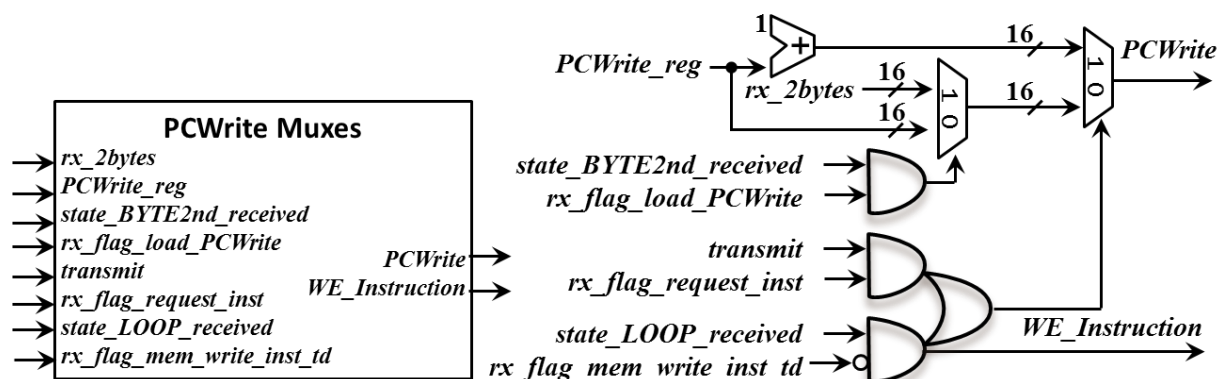 PCWrite Muxes
rx_2bytes
PCWrite_reg
state_BYTE2nd_received
rx_flag_load_PCWrite
transmit
rx_flag_request_inst
state_LOOP_received
rx_flag_mem_write_inst_td
PCWrite
WE_Instruction
1
+
16
PCWrite
PCWrite_reg
1 0
16
rx_2bytes
1 0
16
16
state_BYTE2nd_received
rx_flag_load_PCWrite
transmit
rx_flag_request_inst
state_LOOP_received
WE_Instruction
rx_flag_mem_write_inst_td